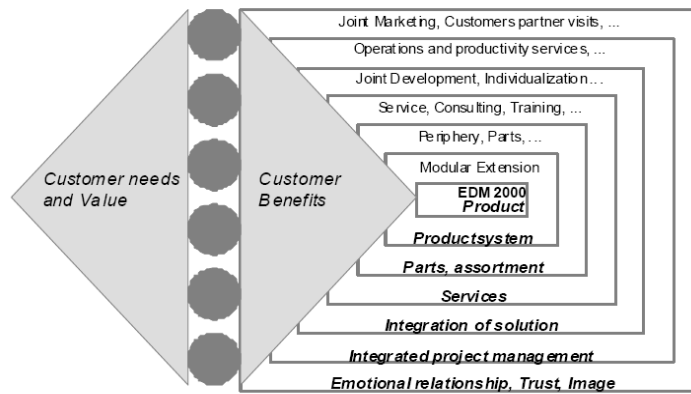 Joint Marketing, Customers partner visits, ...
Operations and productivity services, ...
Joint Development, Individualization...
Service, Consulting, Training, ...
Periphery, Parts, ...
Modular Extension
EDM 2000
Product
Customer needs
and Value
Customer
Benefits
Productsystem
Parts, assortment
Services
Integration of solution
Integrated project management
Emotional relationship, Trust, Image